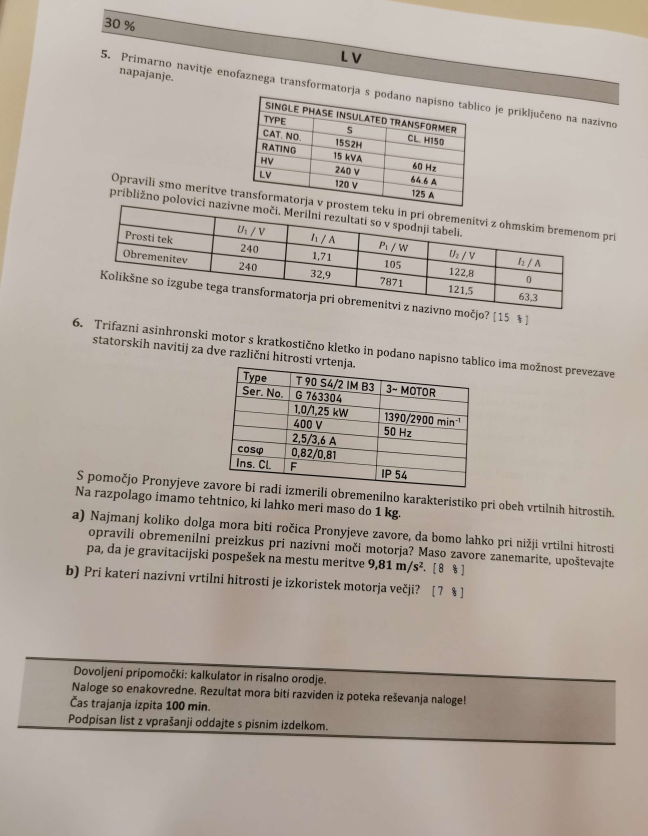 30 %
LV
5. Primarno navitje enofaznega transformatorja s podano napisno tablico je priključeno na nazivno
napajanje.
SINGLE PHASE INSULATED TRANSFORMER
TYPE S CL. H150
CAT. NO. 15S2H
RATING 15 kVA 60 Hz
HV 240 V 64.6 A
LV 120 V 125 A
Opravili smo meritve transformatorja v prostem teku in pri obremenitvi z ohmskim bremenom pri
približno polovici nazivne moči. Merilni rezultati so v spodnji tabeli.
U₁ / V I₁ / A P₁ / W U₂ / V I₂ / A
Prosti tek 240 1,71 105 122,8 0
Obremenitev 240 32,9 7871 121,5 63,3
Kolikšne so izgube tega transformatorja pri obremenitvi z nazivno močjo? [15 %]
6. Trifazni asinhronski motor s kratkostično kletko in podano napisno tablico ima možnost prevezave
statorskih navitij za dve različni hitrosti vrtenja.
Type T 90 S4/2 IM B3 3~ MOTOR
Ser. No. G 763304
1,0/1,25 kW 1390/2900 min⁻¹
400 V 50 Hz
2,5/3,6 A
cosφ 0,82/0,81
Ins. CL F IP 54
S pomočjo Pronyjeve zavore bi radi izmerili obremenilno karakteristiko pri obeh vrtilnih hitrostih.
Na razpolago imamo tehtnico, ki lahko meri maso do 1 kg.
a) Najmanj koliko dolga mora biti ročica Pronyjeve zavore, da bomo lahko pri nižji vrtilni hitrosti
opravili obremenilni preizkus pri nazivni moči motorja? Maso zavore zanemarite, upoštevajte
pa, da je gravitacijski pospešek na mestu meritve 9,81 m/s². [8 %]
b) Pri kateri nazivni vrtilni hitrosti je izkoristek motorja večji? [7 %]
Dovoljeni pripomočki: kalkulator in risalno orodje.
Naloge so enakovredne. Rezultat mora biti razviden iz poteka reševanja naloge!
Čas trajanja izpita 100 min.
Podpisan list z vprašanji oddajte s pisnim izdelkom.